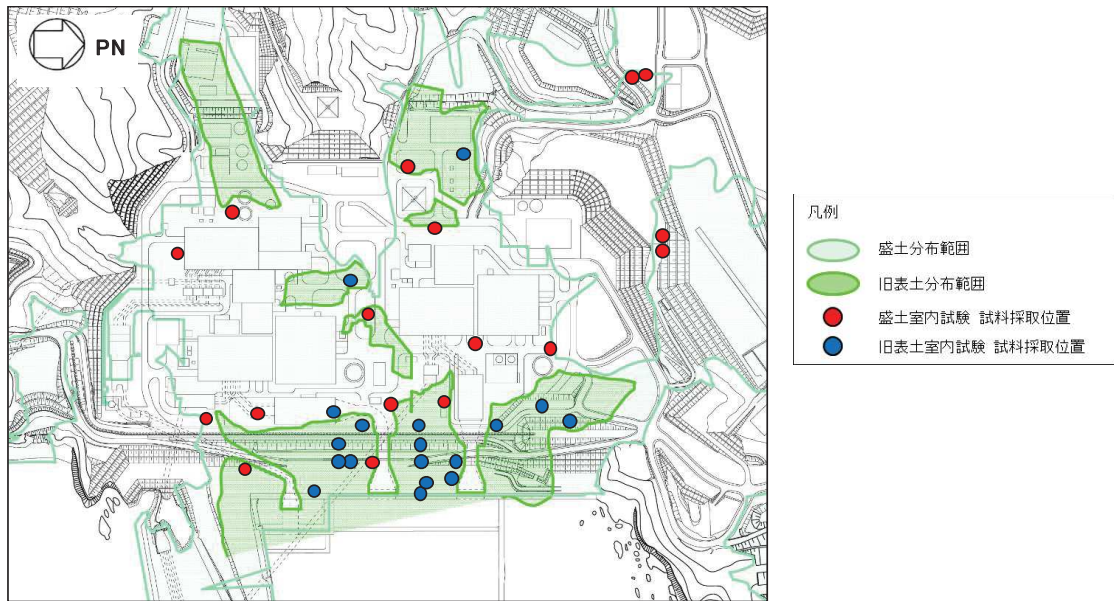 PN
凡例
盛土分布範囲
旧表土分布範囲
盛土室内試験 試料採取位置
旧表土室内試験 試料採取位置